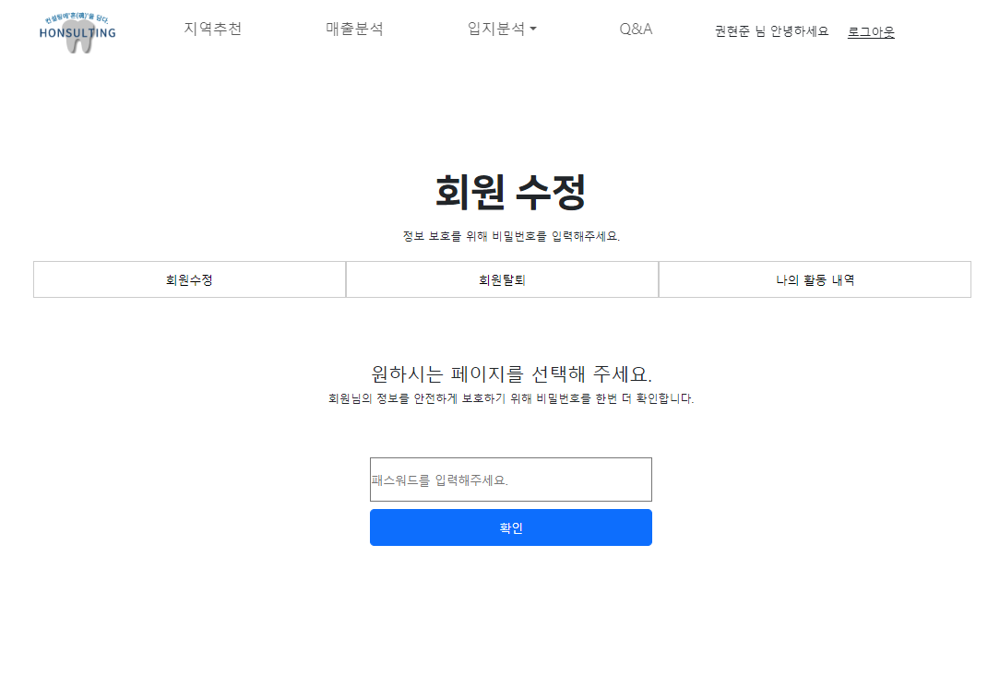 컨설팅에 '혼(魂)'을 담다.
HONSULTING
지역추천 매출분석 입지분석 Q&A 권현준 님 안녕하세요 로그아웃
회원 수정
정보 보호를 위해 비밀번호를 입력해주세요.
회원수정 회원탈퇴 나의 활동 내역
원하시는 페이지를 선택해 주세요.
회원님의 정보를 안전하게 보호하기 위해 비밀번호를 한번 더 확인합니다.
패스워드를 입력해주세요.
확인